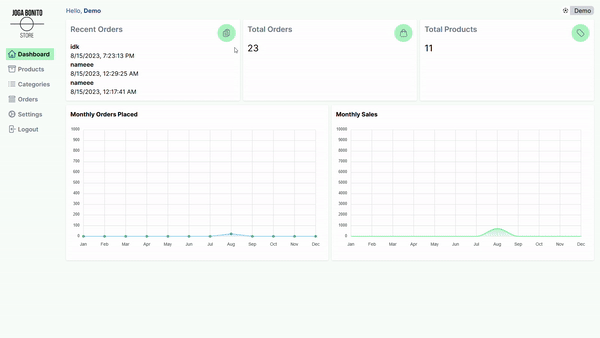 JOGA BONITO
STORE
Hello, Demo
Demo
Dashboard
Products
Categories
Orders
Settings
Logout
Recent Orders
idk
8/15/2023, 7:23:13 PM
nameee
8/15/2023, 12:29:25 AM
nameee
8/15/2023, 12:17:41 AM
Total Orders
23
Total Products
11
Monthly Orders Placed
1000
900
800
700
600
500
400
300
200
100
0
Jan Feb Mar Apr May Jun Jul Aug Sep Oct Nov Dec
Monthly Sales
10000
9000
8000
7000
6000
5000
4000
3000
2000
1000
0
Jan Feb Mar Apr May Jun Jul Aug Sep Oct Nov Dec